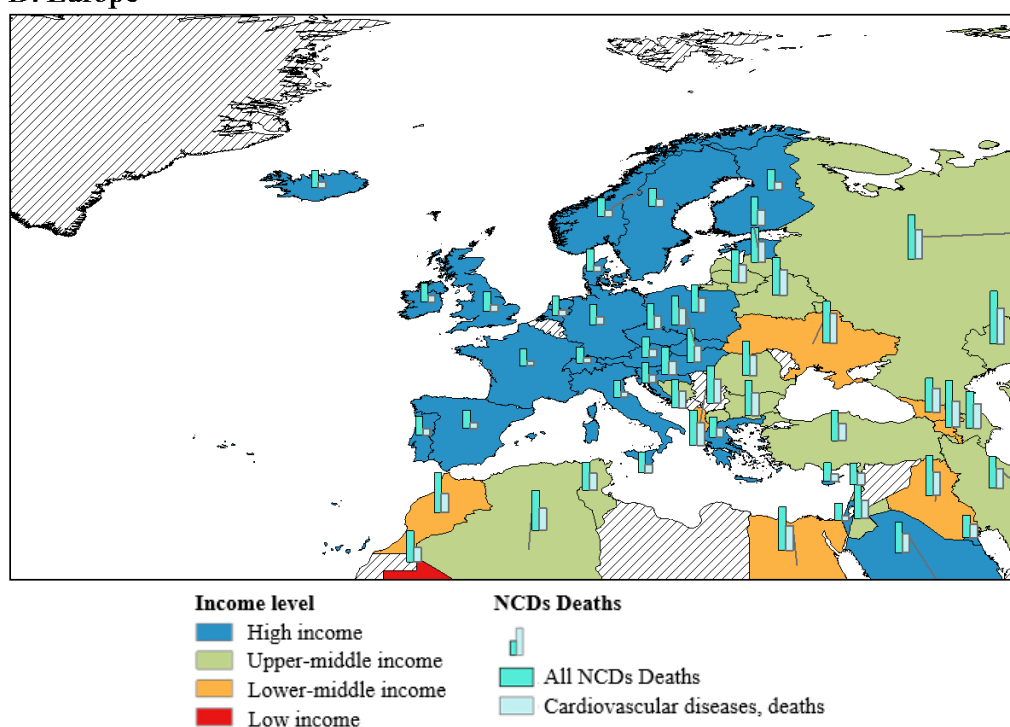 D. Europe
Income level
High income
Upper-middle income
Lower-middle income
Low income
NCDs Deaths
All NCDs Deaths
Cardiovascular diseases, deaths